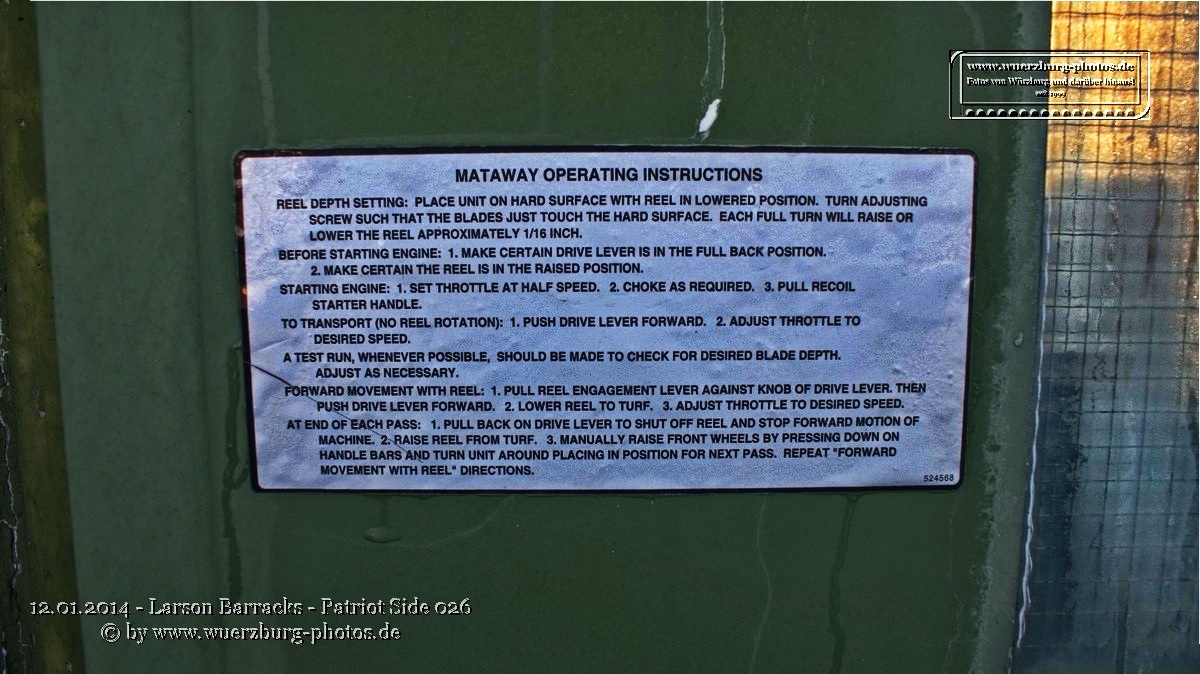 www.wuerzburg-photos.de
Fotos von Würzburg und darüber hinaus!
seit 1999
MATAWAY OPERATING INSTRUCTIONS
REEL DEPTH SETTING: PLACE UNIT ON HARD SURFACE WITH REEL IN LOWERED POSITION. TURN ADJUSTING
SCREW SUCH THAT THE BLADES JUST TOUCH THE HARD SURFACE. EACH FULL TURN WILL RAISE OR
LOWER THE REEL APPROXIMATELY 1/16 INCH.
BEFORE STARTING ENGINE: 1. MAKE CERTAIN DRIVE LEVER IS IN THE FULL BACK POSITION.
2. MAKE CERTAIN THE REEL IS IN THE RAISED POSITION.
STARTING ENGINE: 1. SET THROTTLE AT HALF SPEED. 2. CHOKE AS REQUIRED. 3. PULL RECOIL
STARTER HANDLE.
TO TRANSPORT (NO REEL ROTATION): 1. PUSH DRIVE LEVER FORWARD. 2. ADJUST THROTTLE TO
DESIRED SPEED.
A TEST RUN, WHENEVER POSSIBLE, SHOULD BE MADE TO CHECK FOR DESIRED BLADE DEPTH.
ADJUST AS NECESSARY.
FORWARD MOVEMENT WITH REEL: 1. PULL REEL ENGAGEMENT LEVER AGAINST KNOB OF DRIVE LEVER. THEN
PUSH DRIVE LEVER FORWARD. 2. LOWER REEL TO TURF. 3. ADJUST THROTTLE TO DESIRED SPEED.
AT END OF EACH PASS: 1. PULL BACK ON DRIVE LEVER TO SHUT OFF REEL AND STOP FORWARD MOTION OF
MACHINE. 2. RAISE REEL FROM TURF. 3. MANUALLY RAISE FRONT WHEELS BY PRESSING DOWN ON
HANDLE BARS AND TURN UNIT AROUND PLACING IN POSITION FOR NEXT PASS. REPEAT "FORWARD
MOVEMENT WITH REEL" DIRECTIONS.
524568
12.01.2014 - Larson Barracks - Patriot Side 026
© by www.wuerzburg-photos.de